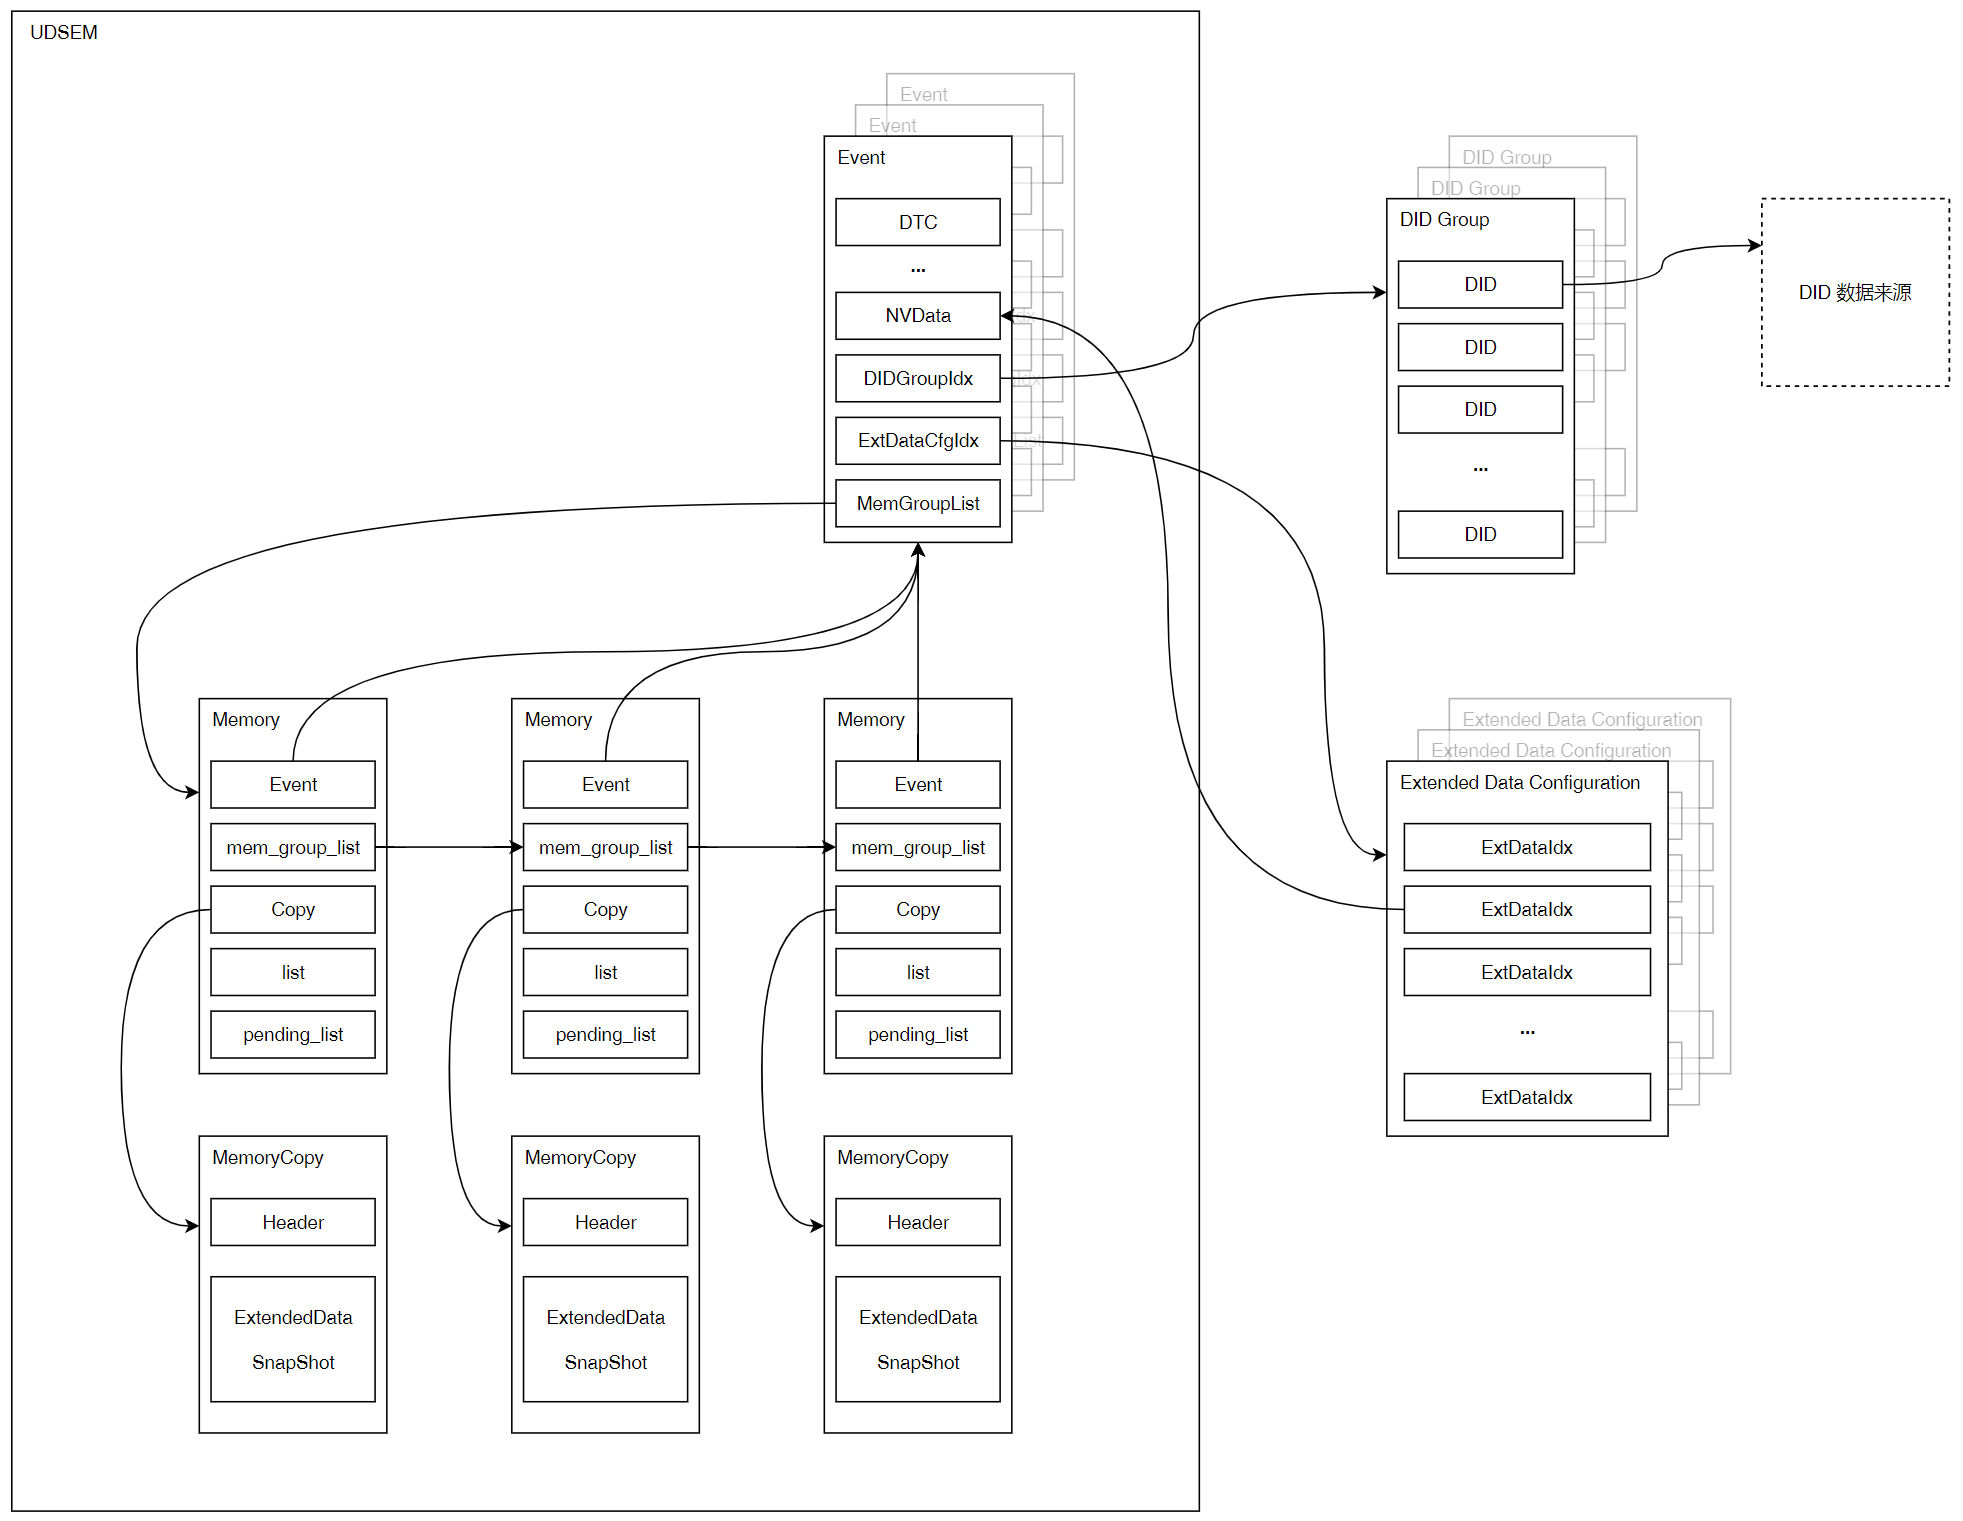 UDSEM
Event
Event
Event
DTC
...
NVData
DIDGroupIdx
ExtDataCfgIdx
MemGroupList
Idx
Idx
List
DID Group
DID Group
DID Group
DID
DID
DID
...
DID
DID 数据来源
Memory
Event
mem_group_list
Copy
list
pending_list
Memory
Event
mem_group_list
Copy
list
pending_list
Memory
Event
mem_group_list
Copy
list
pending_list
Extended Data Configuration
Extended Data Configuration
Extended Data Configuration
ExtDataIdx
ExtDataIdx
ExtDataIdx
...
ExtDataIdx
MemoryCopy
Header
ExtendedData
SnapShot
MemoryCopy
Header
ExtendedData
SnapShot
MemoryCopy
Header
ExtendedData
SnapShot